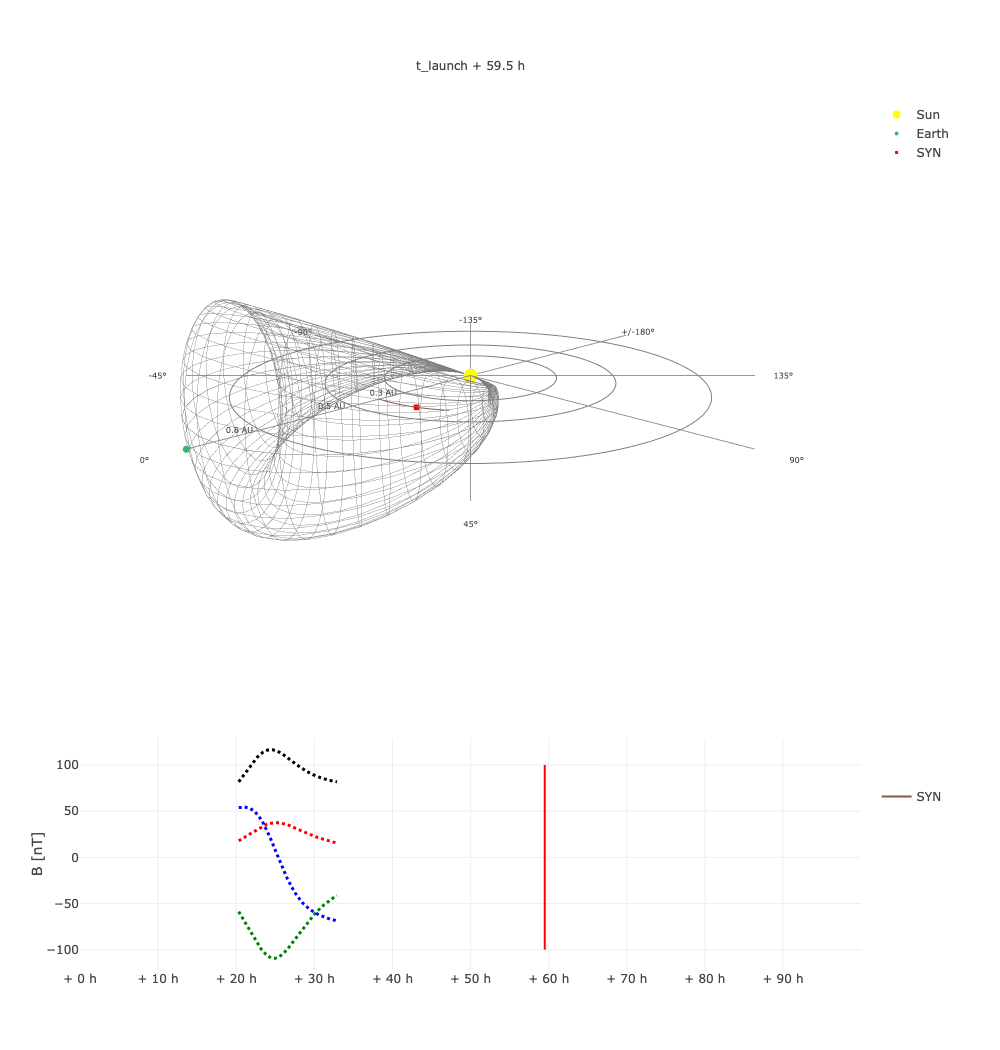 t_launch + 59.5 h
Sun
Earth
SYN
-135°
-90°
+/-180°
-45°
135°
0.3 AU
0.5 AU
0.8 AU
0°
90°
45°
B [nT]
100
50
0
−50
−100
SYN
+ 0 h + 10 h + 20 h + 30 h + 40 h + 50 h + 60 h + 70 h + 80 h + 90 h